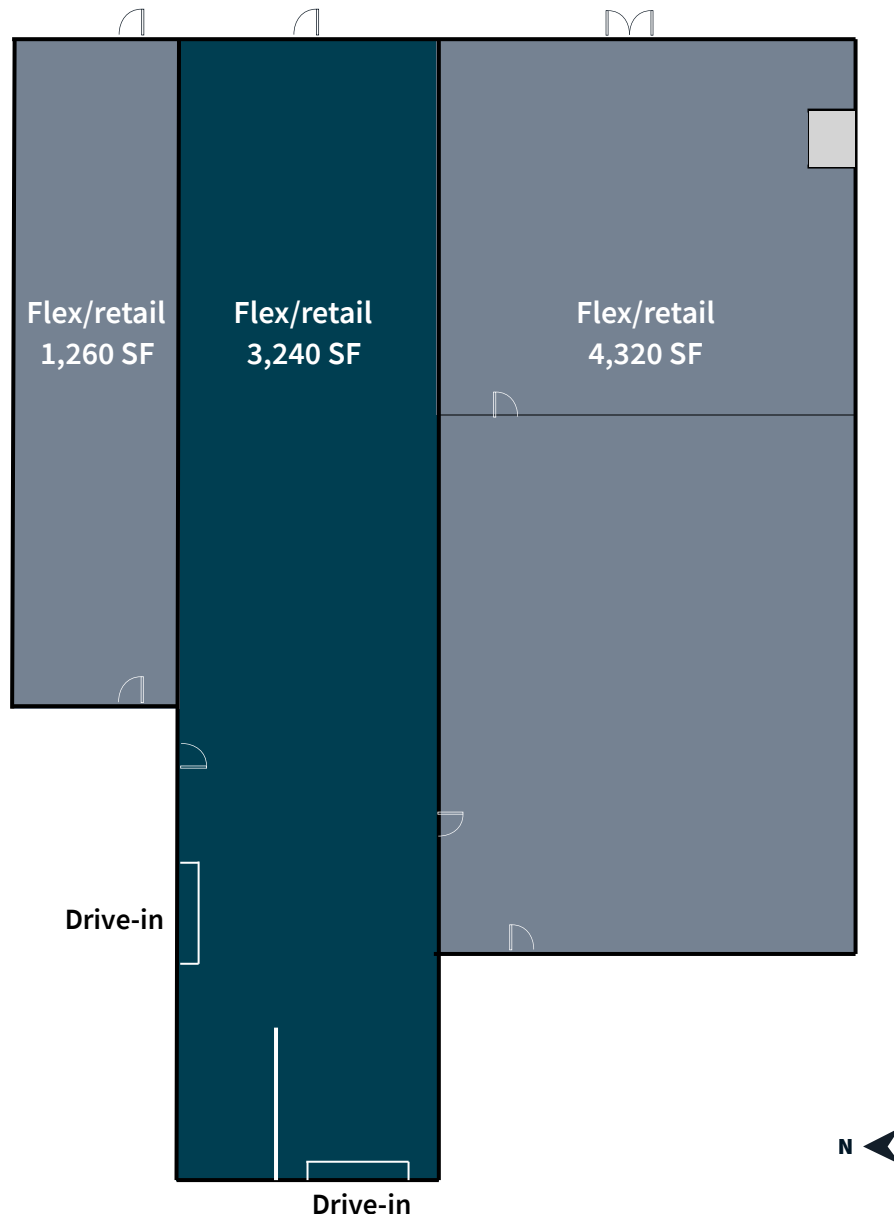 Flex/retail
1,260 SF
Flex/retail
3,240 SF
Flex/retail
4,320 SF
Drive-in
N
Drive-in